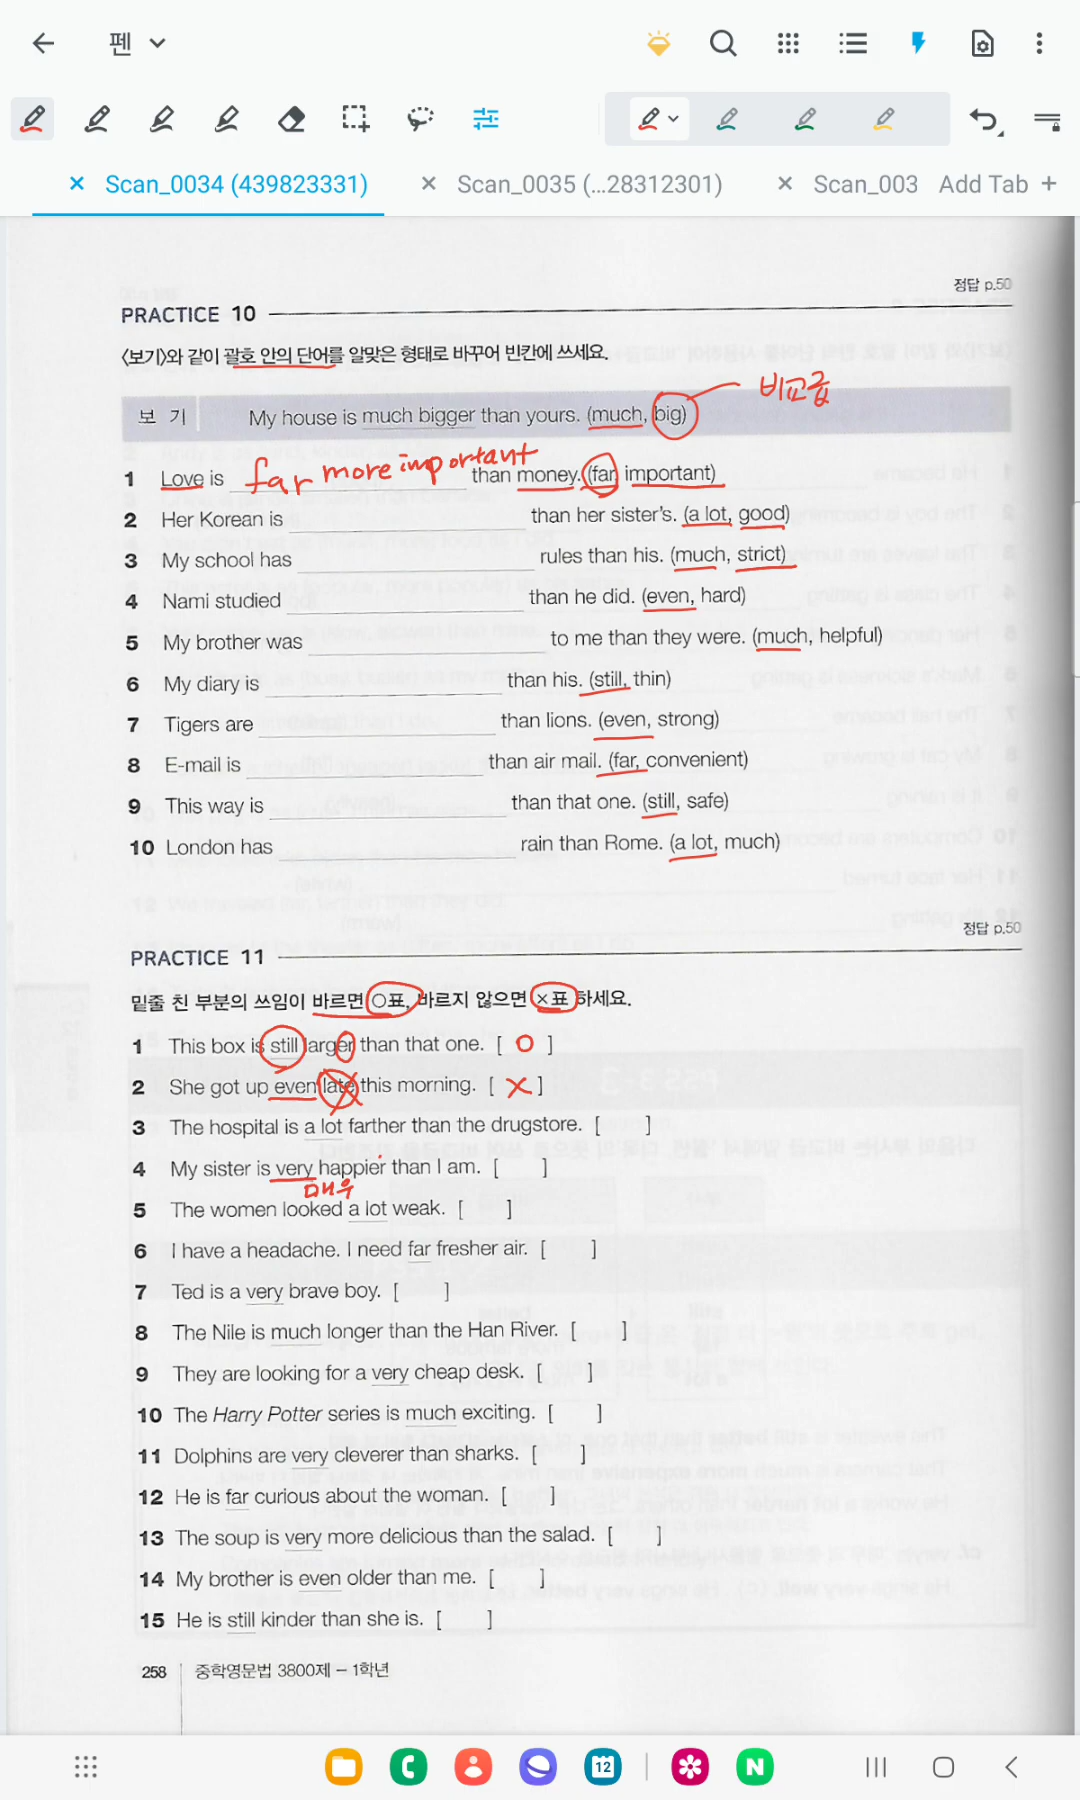 펜
Scan_0034 (439823331)
Scan_0035 (...28312301)
Scan_003
Add Tab +
정답 p.50
PRACTICE 10
〈보기〉와 같이 괄호 안의 단어를 알맞은 형태로 바꾸어 빈칸에 쓰세요.
비교급
보 기 My house is much bigger than yours. (much, big)
1 Love is far more important than money. (far, important)
2 Her Korean is than her sister's. (a lot, good)
3 My school has rules than his. (much, strict)
4 Nami studied than he did. (even, hard)
5 My brother was to me than they were. (much, helpful)
6 My diary is than his. (still, thin)
7 Tigers are than lions. (even, strong)
8 E-mail is than air mail. (far, convenient)
9 This way is than that one. (still, safe)
10 London has rain than Rome. (a lot, much)
정답 p.50
PRACTICE 11
밑줄 친 부분의 쓰임이 바르면 ○표, 바르지 않으면 ×표 하세요.
1 This box is still larger than that one. [ O ]
2 She got up even late this morning. [ X ]
3 The hospital is a lot farther than the drugstore. [ ]
4 My sister is very happier than I am. [ ]
매우
5 The women looked a lot weak. [ ]
6 I have a headache. I need far fresher air. [ ]
7 Ted is a very brave boy. [ ]
8 The Nile is much longer than the Han River. [ ]
9 They are looking for a very cheap desk. [ ]
10 The Harry Potter series is much exciting. [ ]
11 Dolphins are very cleverer than sharks. [ ]
12 He is far curious about the woman. [ ]
13 The soup is very more delicious than the salad. [ ]
14 My brother is even older than me. [ ]
15 He is still kinder than she is. [ ]
258 중학영문법 3800제 – 1학년
12
N